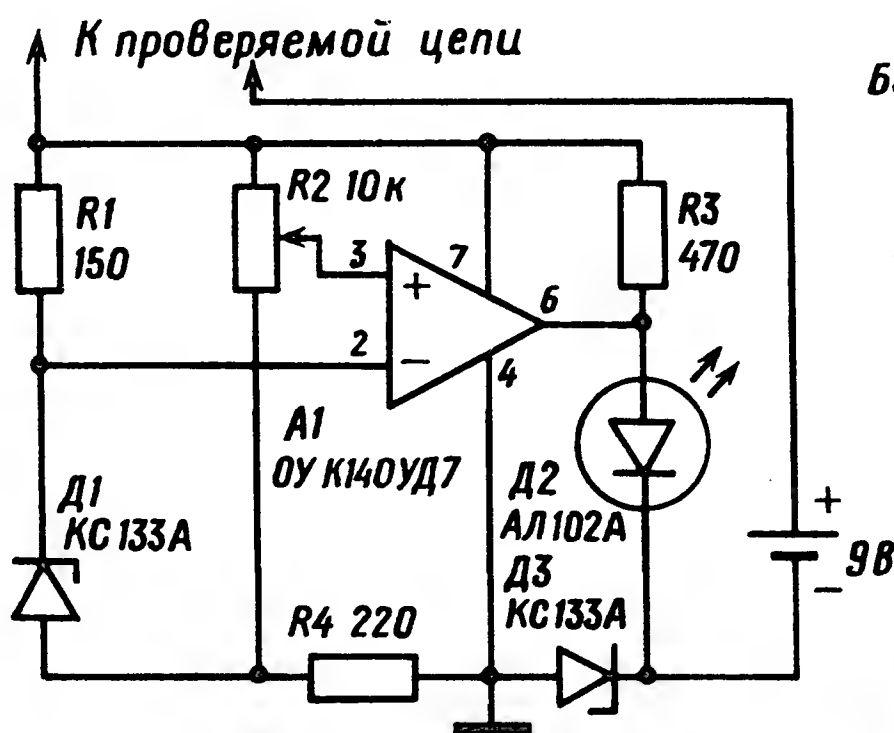 К проверяемой цепи
Б
R1
150
R2 10к
R3
470
3
7
6
+
2
−
4
А1
ОУ К140УД7
Д1
КС133А
Д2
АЛ102А
Д3
КС133А
+
9В
−
R4 220